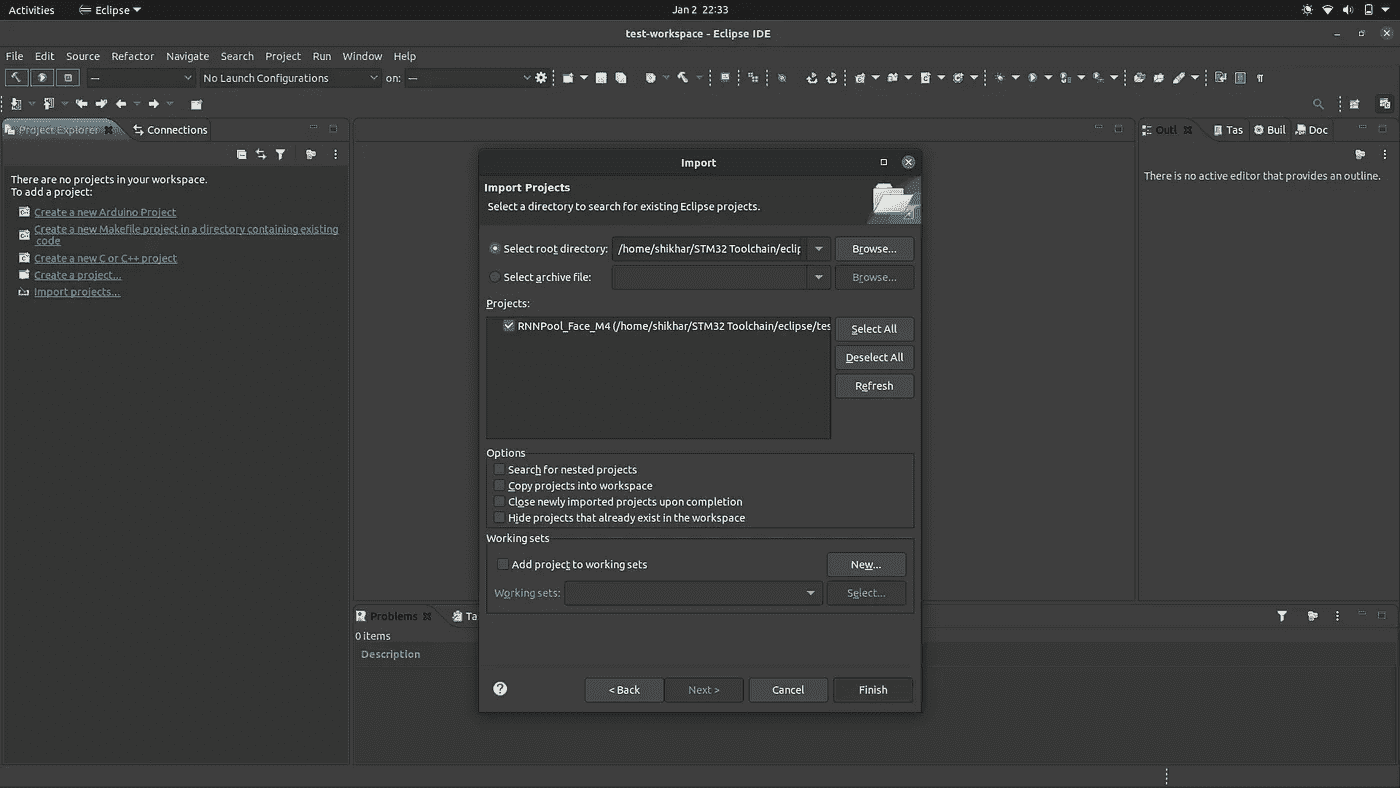 Activities Eclipse Jan 2 22:33
test-workspace - Eclipse IDE
File Edit Source Refactor Navigate Search Project Run Window Help
--- No Launch Configurations on: ---
Project Explorer Connections
There are no projects in your workspace.
To add a project:
Create a new Arduino Project
Create a new Makefile project in a directory containing existing
code
Create a new C or C++ project
Create a project...
Import projects...
Import
Import Projects
Select a directory to search for existing Eclipse projects.
Select root directory: /home/shikhar/STM32 Toolchain/eclip Browse...
Select archive file: Browse...
Projects:
RNNPool_Face_M4 (/home/shikhar/STM32 Toolchain/eclipse/tes
Select All
Deselect All
Refresh
Options
Search for nested projects
Copy projects into workspace
Close newly imported projects upon completion
Hide projects that already exist in the workspace
Working sets
Add project to working sets New...
Working sets: Select...
< Back Next > Cancel Finish
Outl Tas Buil Doc
There is no active editor that provides an outline.
Problems Ta
0 items
Description